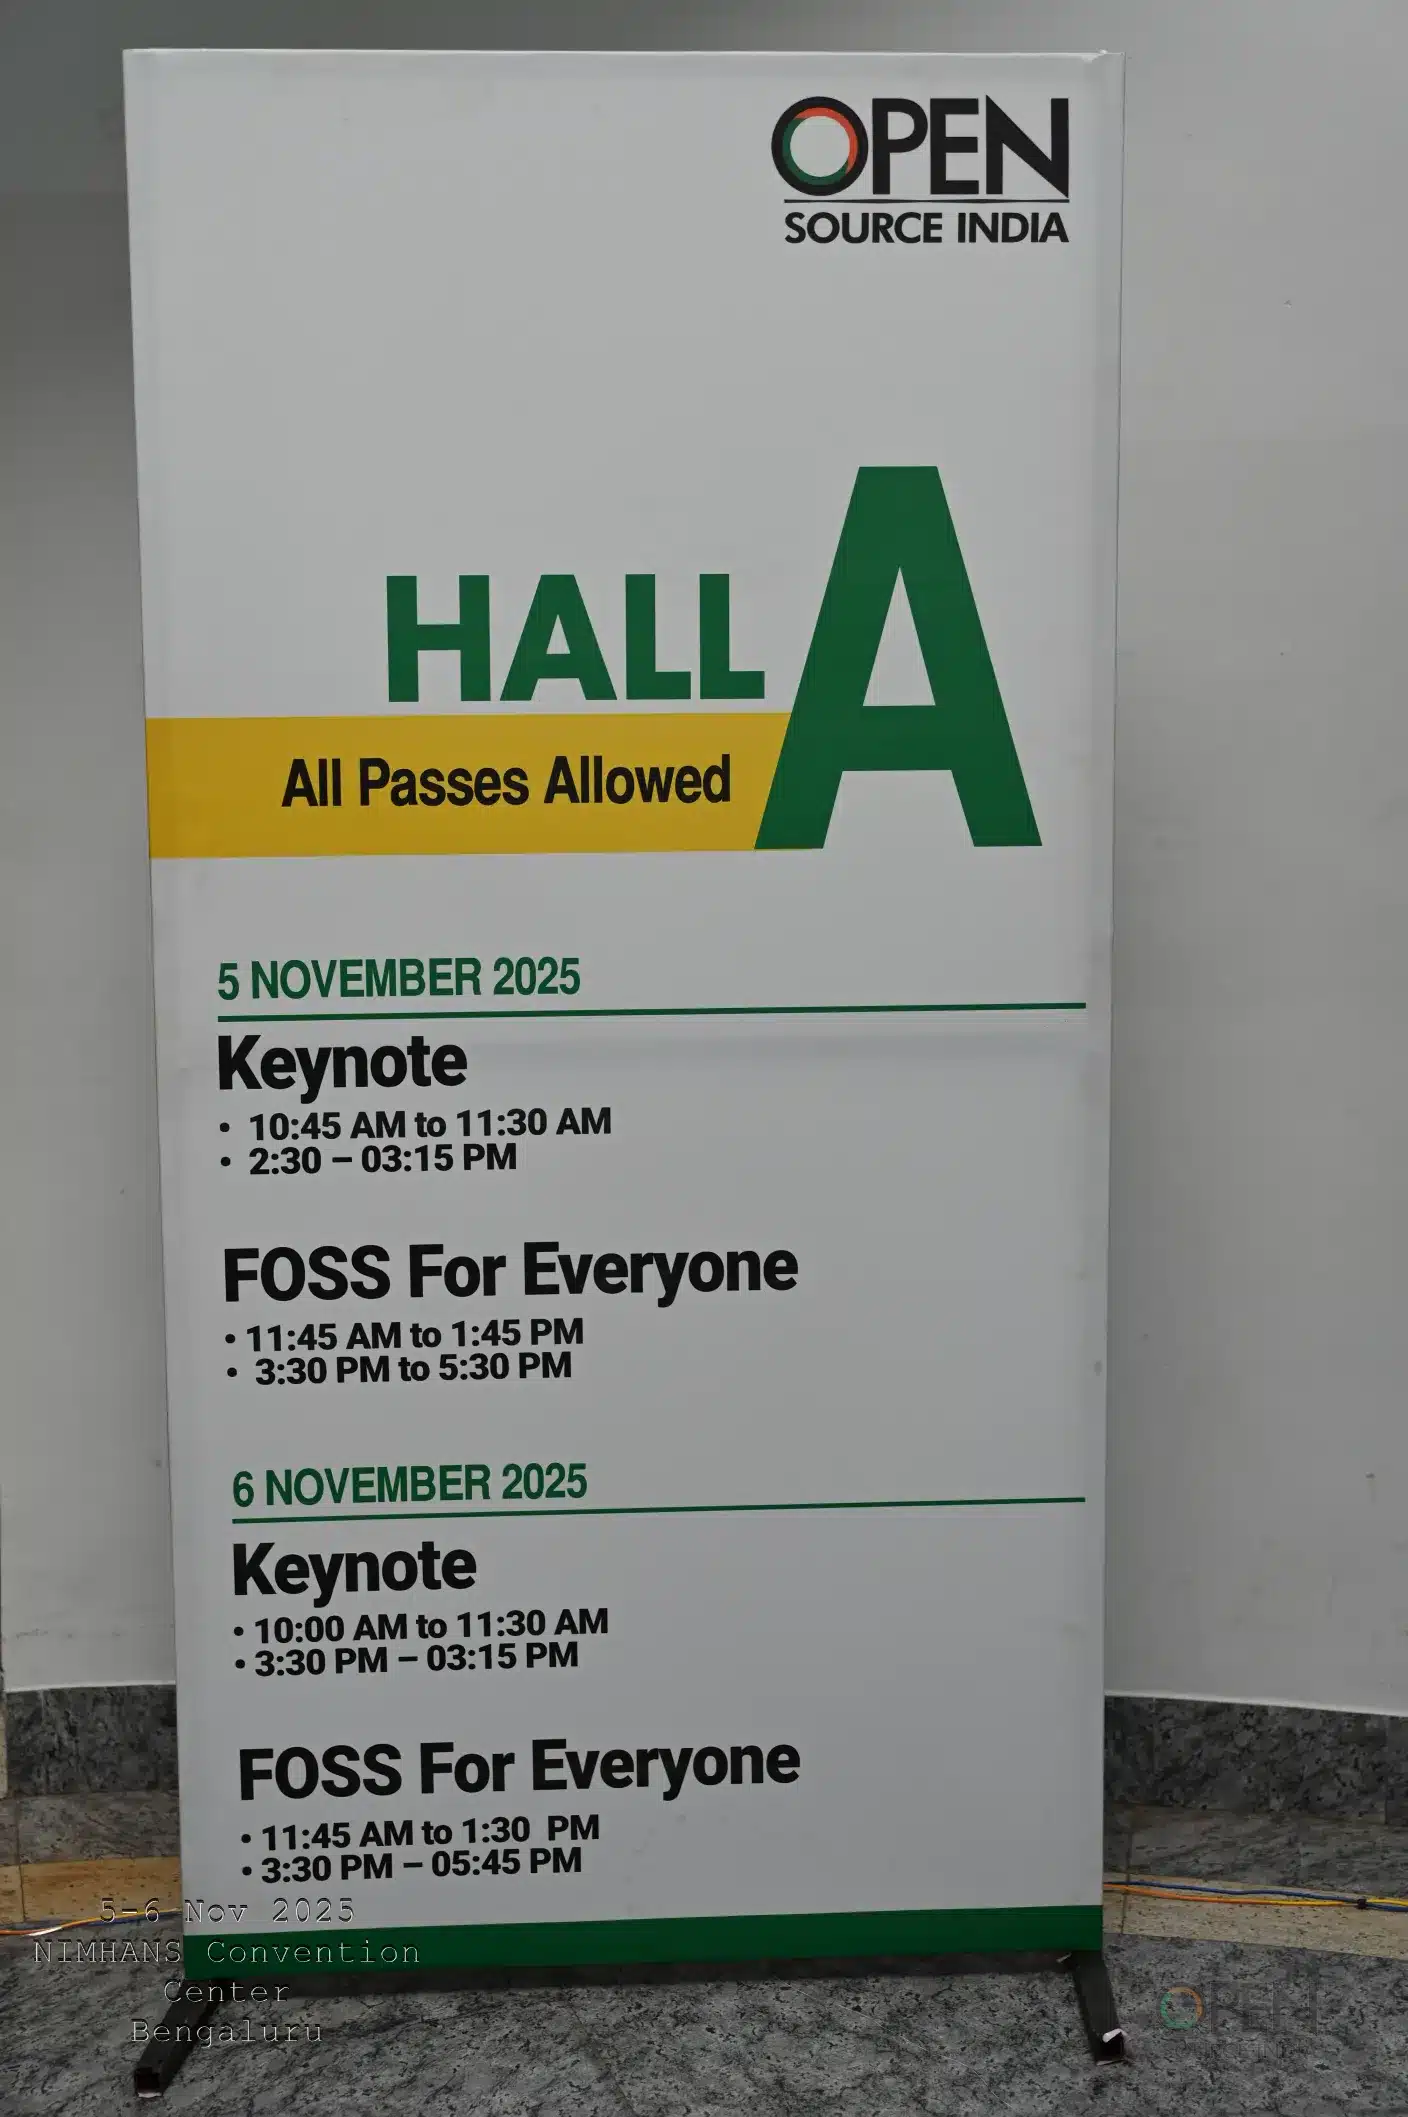 OPEN
SOURCE INDIA
HALL A
All Passes Allowed
5 NOVEMBER 2025
Keynote
• 10:45 AM to 11:30 AM
• 2:30 – 03:15 PM
FOSS For Everyone
• 11:45 AM to 1:45 PM
• 3:30 PM to 5:30 PM
6 NOVEMBER 2025
Keynote
• 10:00 AM to 11:30 AM
• 3:30 PM – 03:15 PM
FOSS For Everyone
• 11:45 AM to 1:30 PM
• 3:30 PM – 05:45 PM
5-6 Nov 2025
NIMHANS Convention
Center
Bengaluru
OPEN